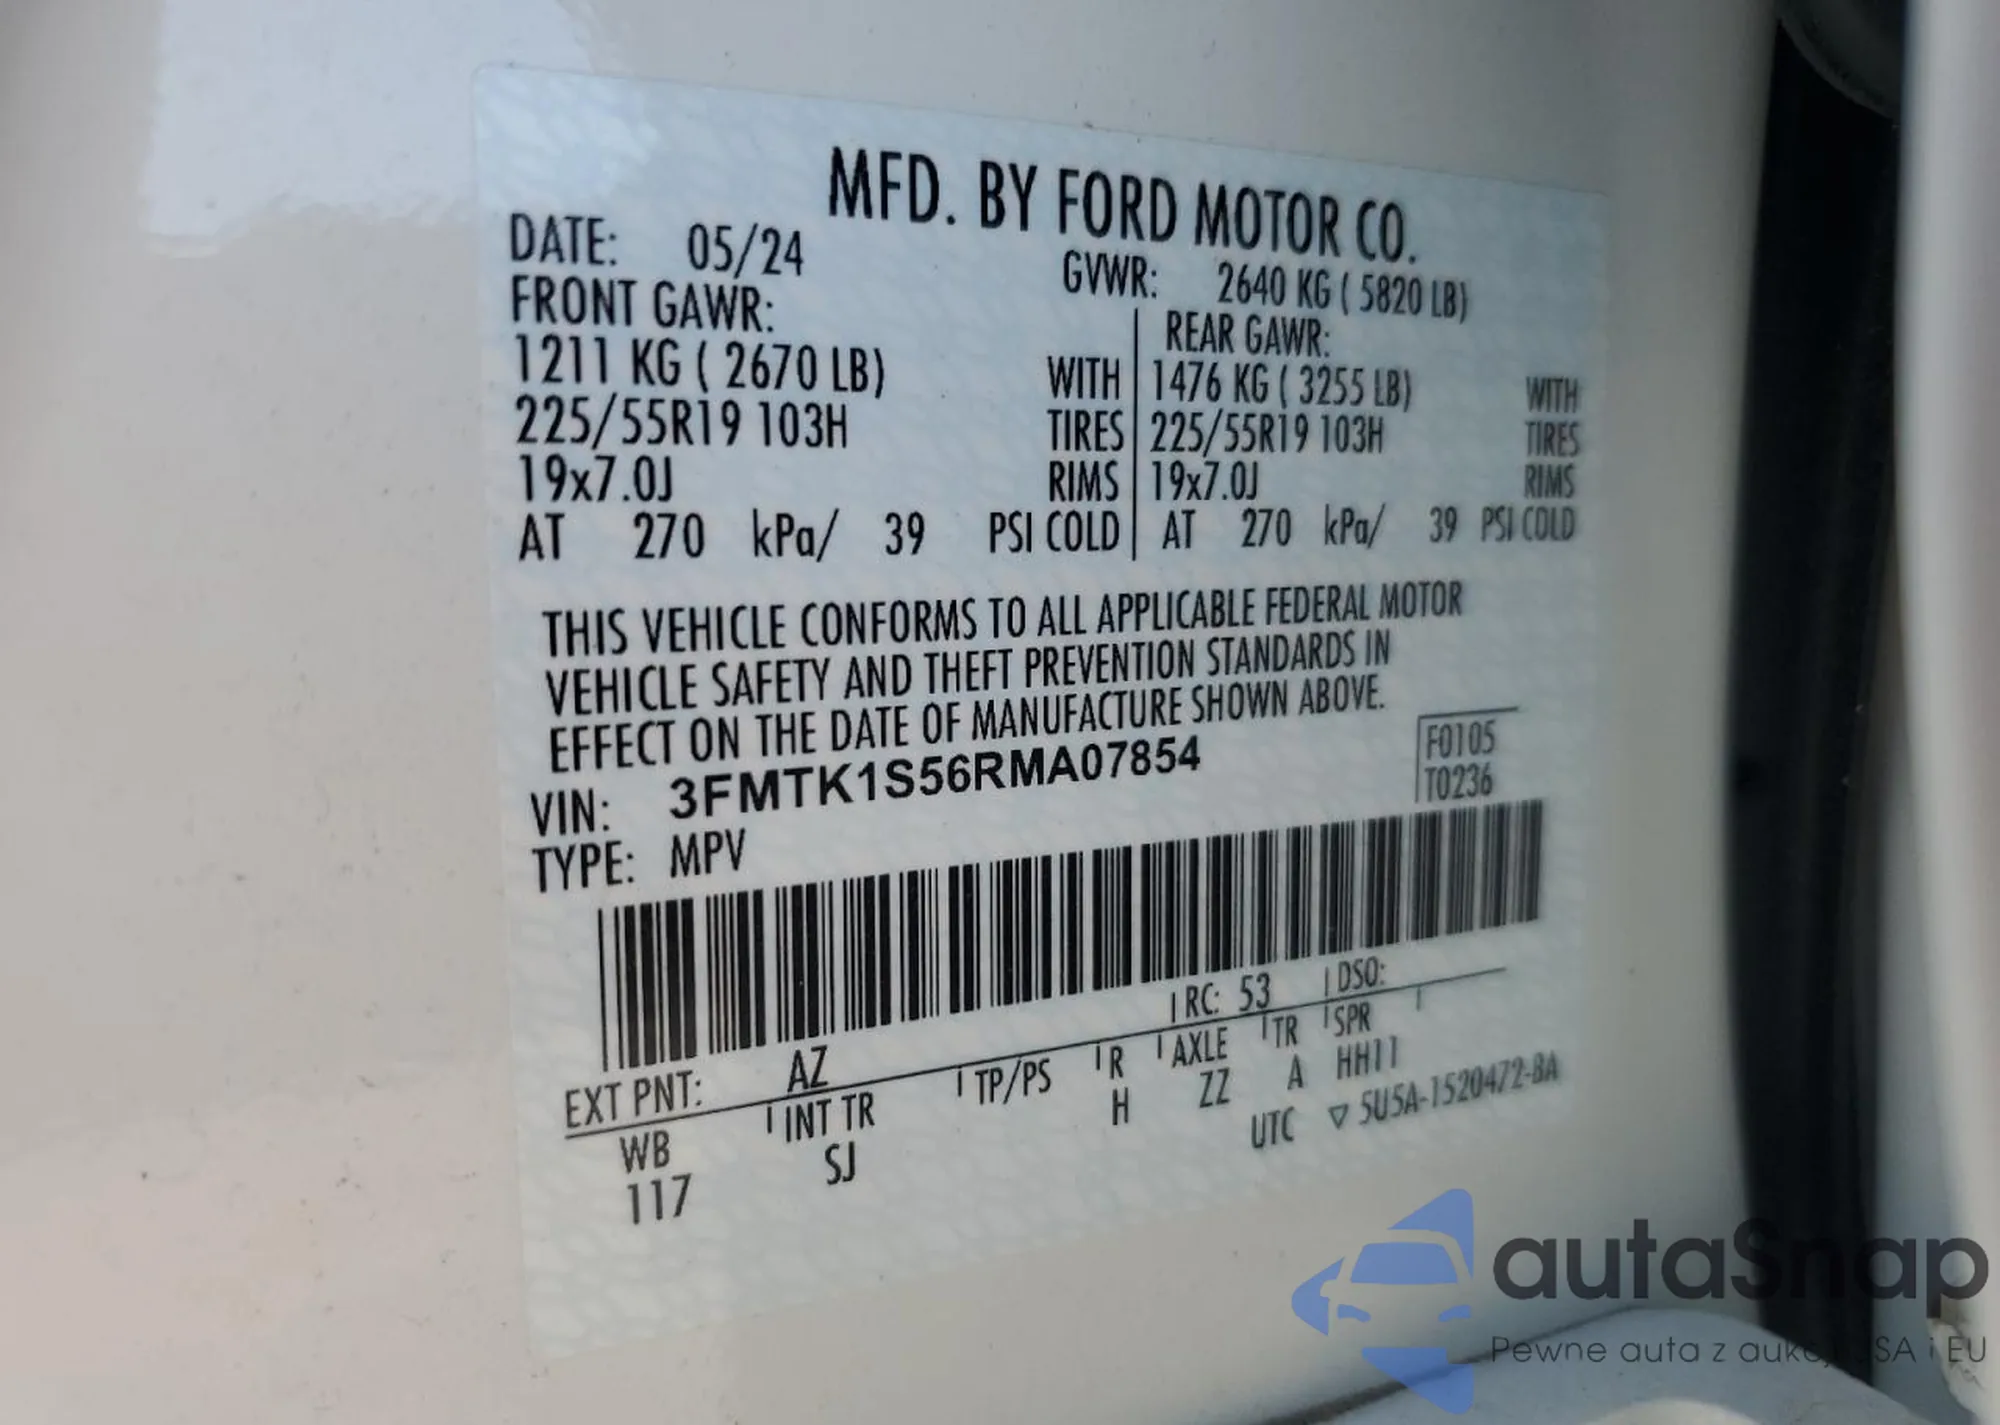 MFD. BY FORD MOTOR CO.
DATE: 05/24 GVWR: 2640 KG ( 5820 LB)
FRONT GAWR: REAR GAWR:
1211 KG ( 2670 LB) WITH 1476 KG ( 3255 LB) WITH
225/55R19 103H TIRES 225/55R19 103H TIRES
19x7.0J RIMS 19x7.0J RIMS
AT 270 kPa/ 39 PSI COLD AT 270 kPa/ 39 PSI COLD
THIS VEHICLE CONFORMS TO ALL APPLICABLE FEDERAL MOTOR
VEHICLE SAFETY AND THEFT PREVENTION STANDARDS IN
EFFECT ON THE DATE OF MANUFACTURE SHOWN ABOVE.
VIN: 3FMTK1S56RMA07854 F0105
TYPE: MPV T0236
EXT PNT: AZ RC: 53 DSO:
WB INT TR TP/PS R AXLE TR SPR
117 SJ H ZZ A HH11
UTC ▽ 5U5A-1520472-BA
autaSnap
Pewne auta z aukcji USA i EU